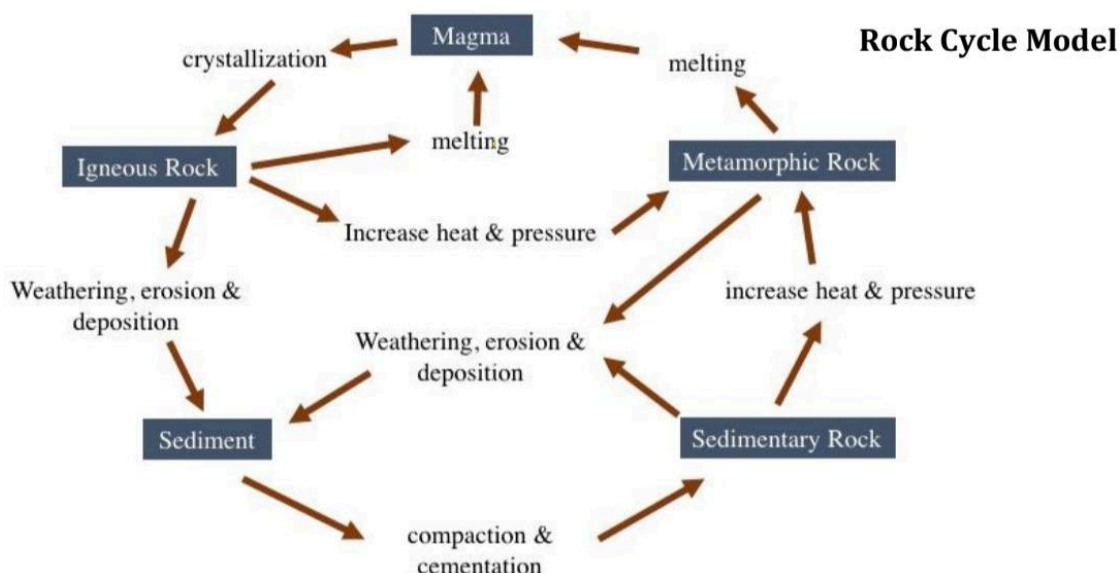 Magma
Rock Cycle Model
crystallization
melting
melting
Igneous Rock
Metamorphic Rock
Increase heat & pressure
Weathering, erosion &
deposition
increase heat & pressure
Weathering, erosion &
deposition
Sediment
Sedimentary Rock
compaction &
cementation